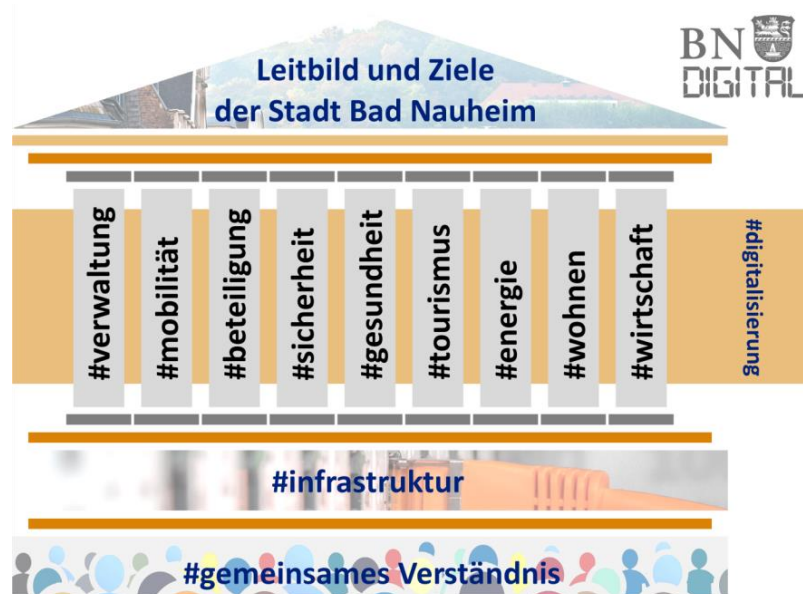 Leitbild und Ziele
der Stadt Bad Nauheim
BN
DIGITAL
#verwaltung
#mobilität
#beteiligung
#sicherheit
#gesundheit
#tourismus
#energie
#wohnen
#wirtschaft
#digitalisierung
#infrastruktur
#gemeinsames Verständnis